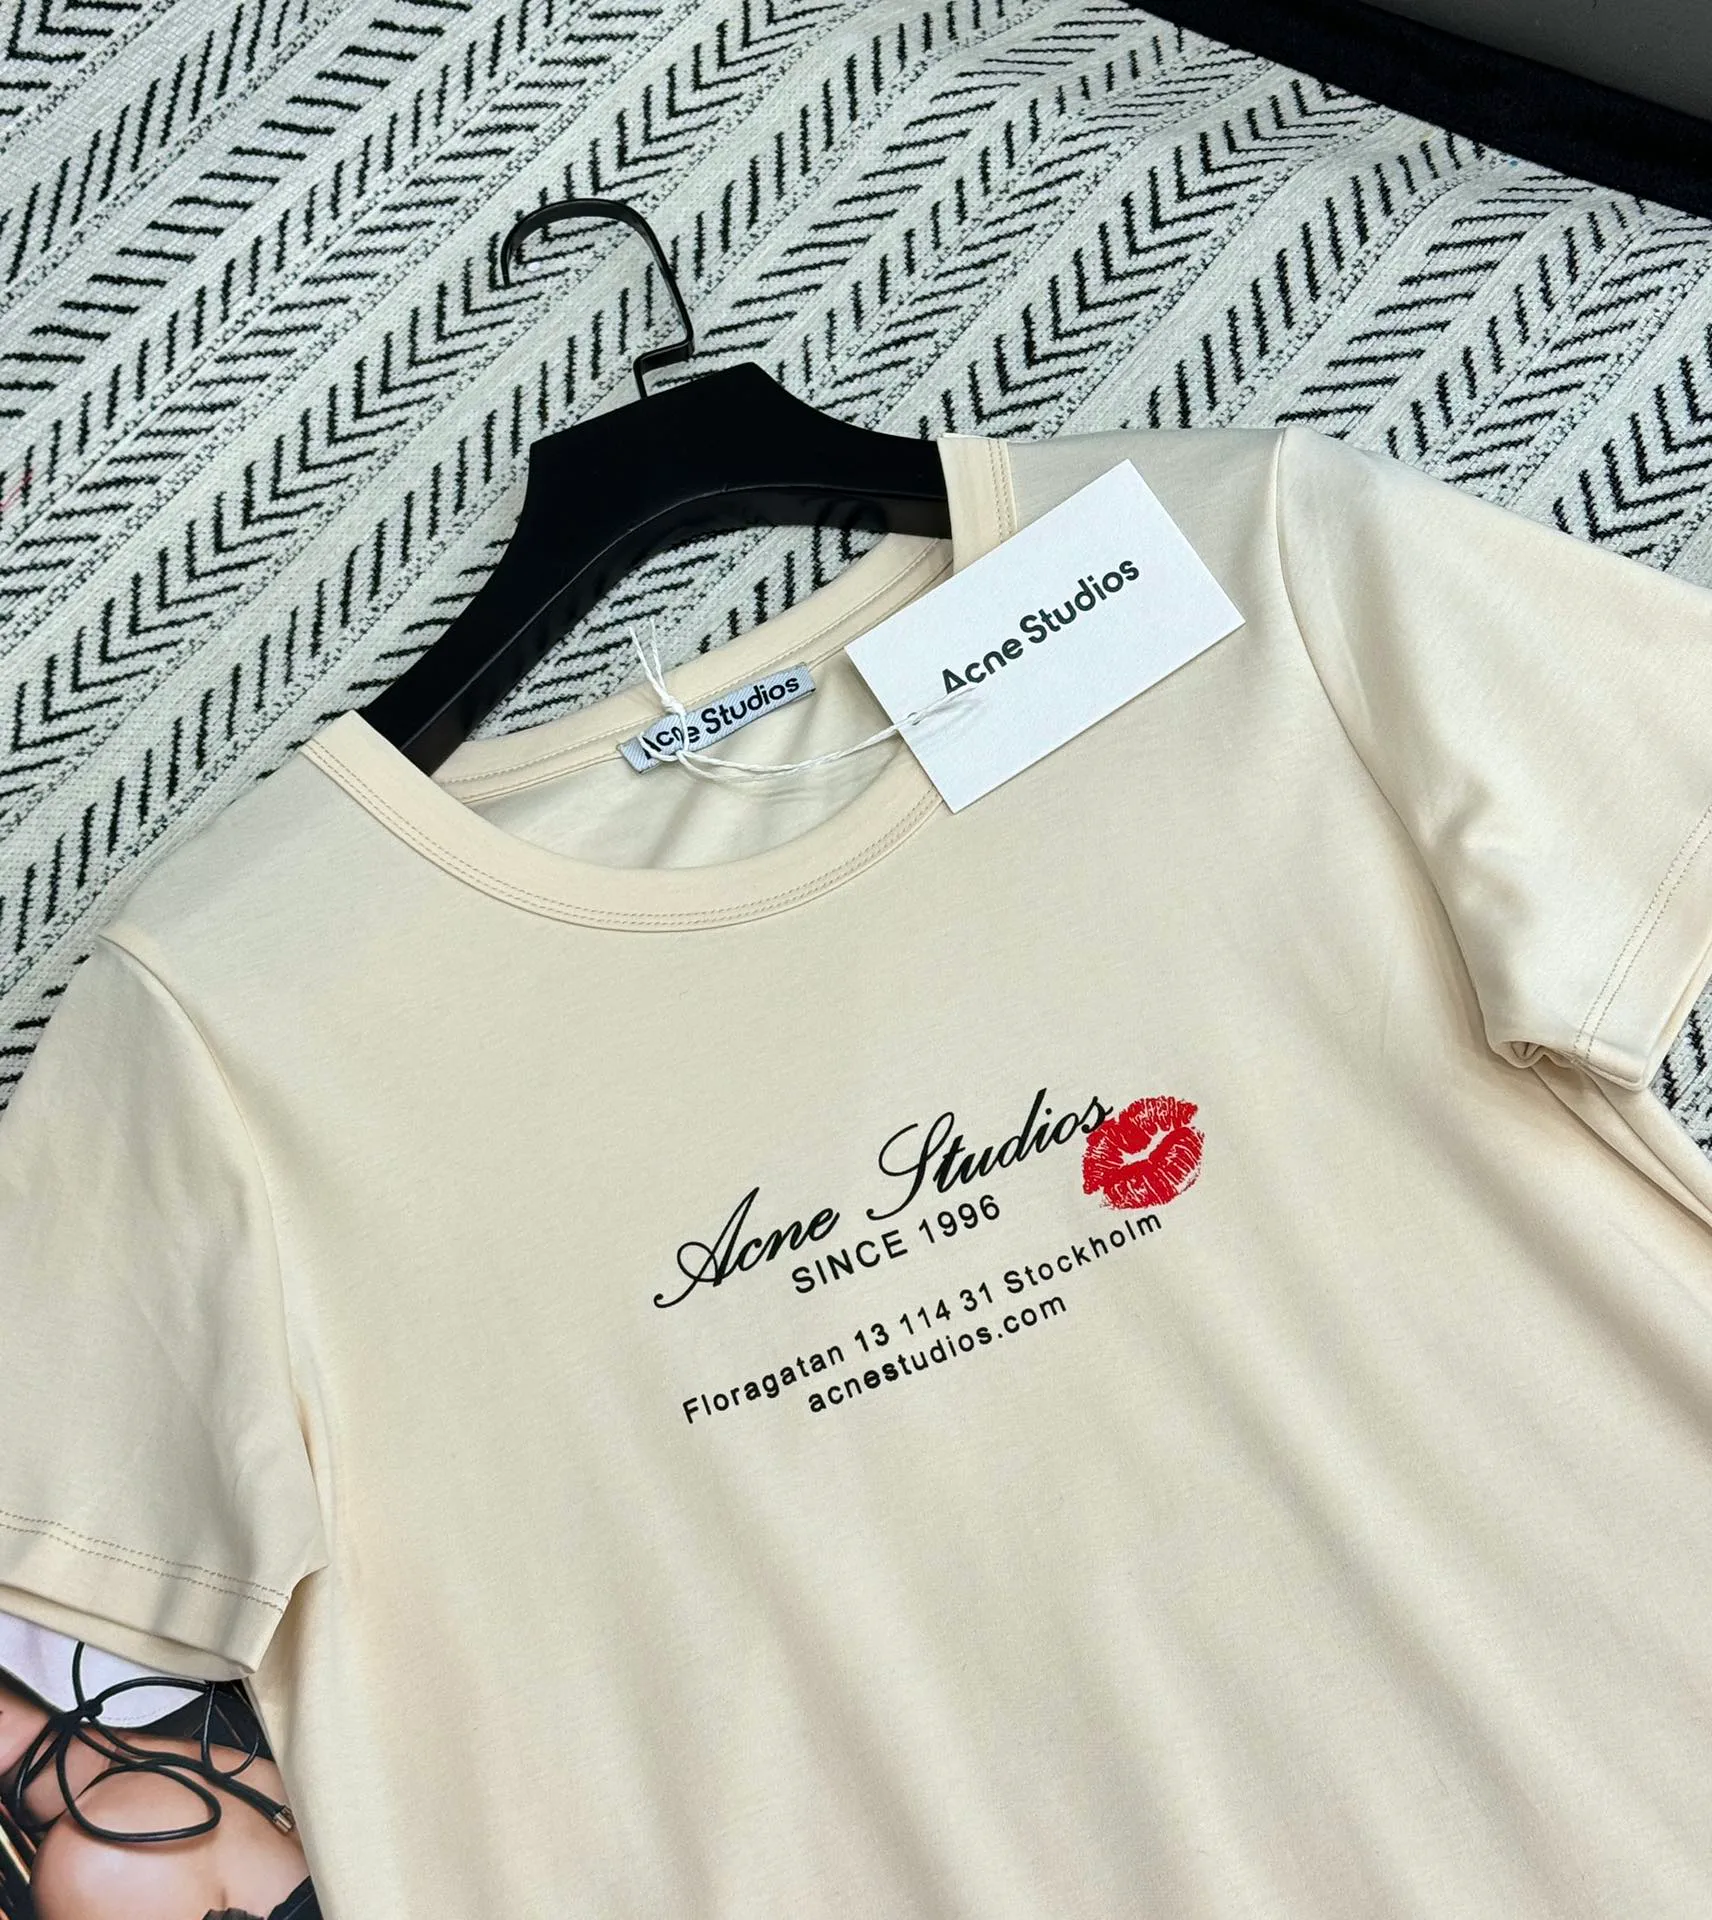 Acne Studios
Acne Studios
Acne Studios
SINCE 1996
Floragatan 13 114 31 Stockholm
acnestudios.com